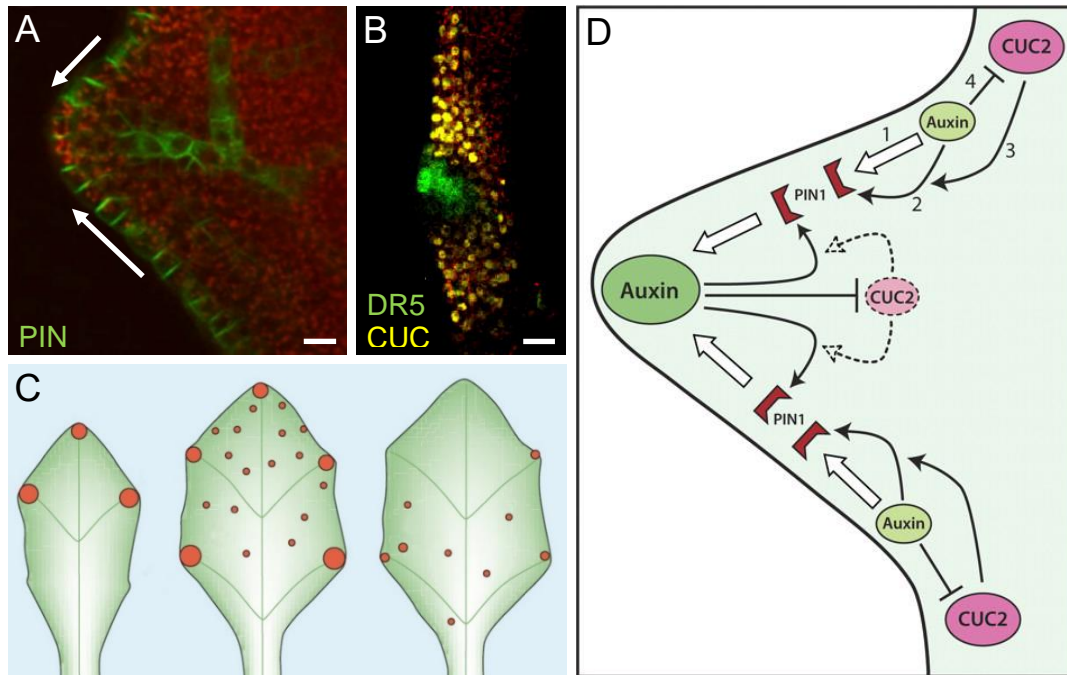 A
PIN
B
DR5
CUC
C
D
CUC2
4
Auxin
1
3
PIN1
2
Auxin
CUC2
PIN1
Auxin
CUC2